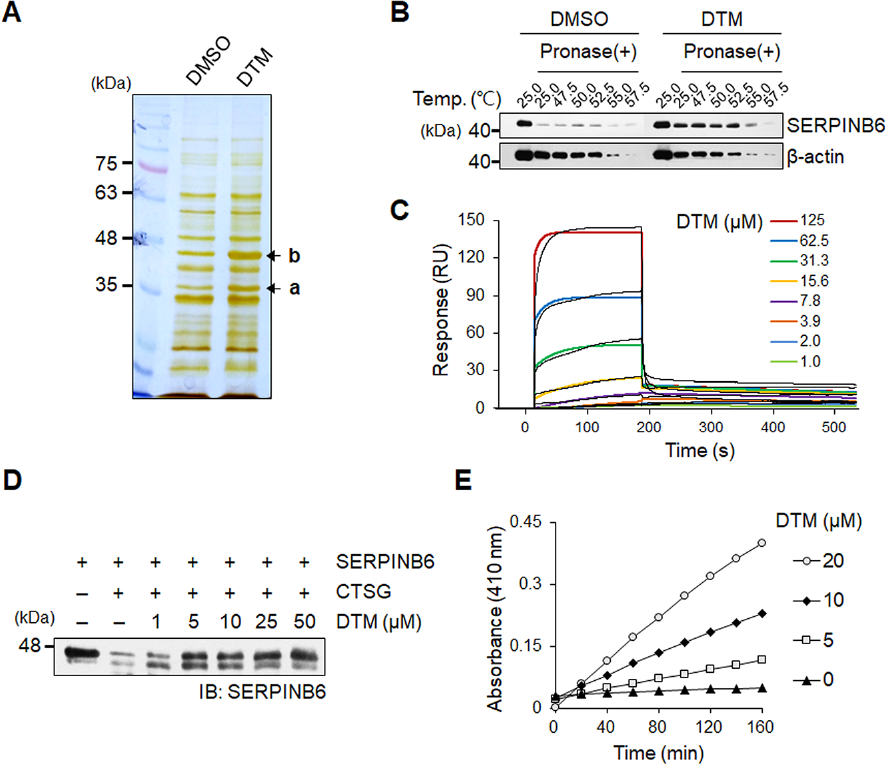 A
DMSO
DTM
(kDa)
75
63
48
35
b
a
B
DMSO
DTM
Pronase(+)
Pronase(+)
Temp. (℃)
25.0
25.0
47.5
50.0
52.5
55.0
57.5
25.0
25.0
47.5
50.0
52.5
55.0
57.5
(kDa)
40
SERPINB6
40
β-actin
C
Response (RU)
150
120
90
60
30
0
0
100
200
300
400
500
Time (s)
DTM (µM)
125
62.5
31.3
15.6
7.8
3.9
2.0
1.0
D
+ + + + + + + SERPINB6
− + + + + + + CTSG
− − 1 5 10 25 50 DTM (µM)
(kDa)
48
IB: SERPINB6
E
Absorbance (410 nm)
0.45
0.3
0.15
0
0
40
80
120
160
Time (min)
DTM (µM)
20
10
5
0